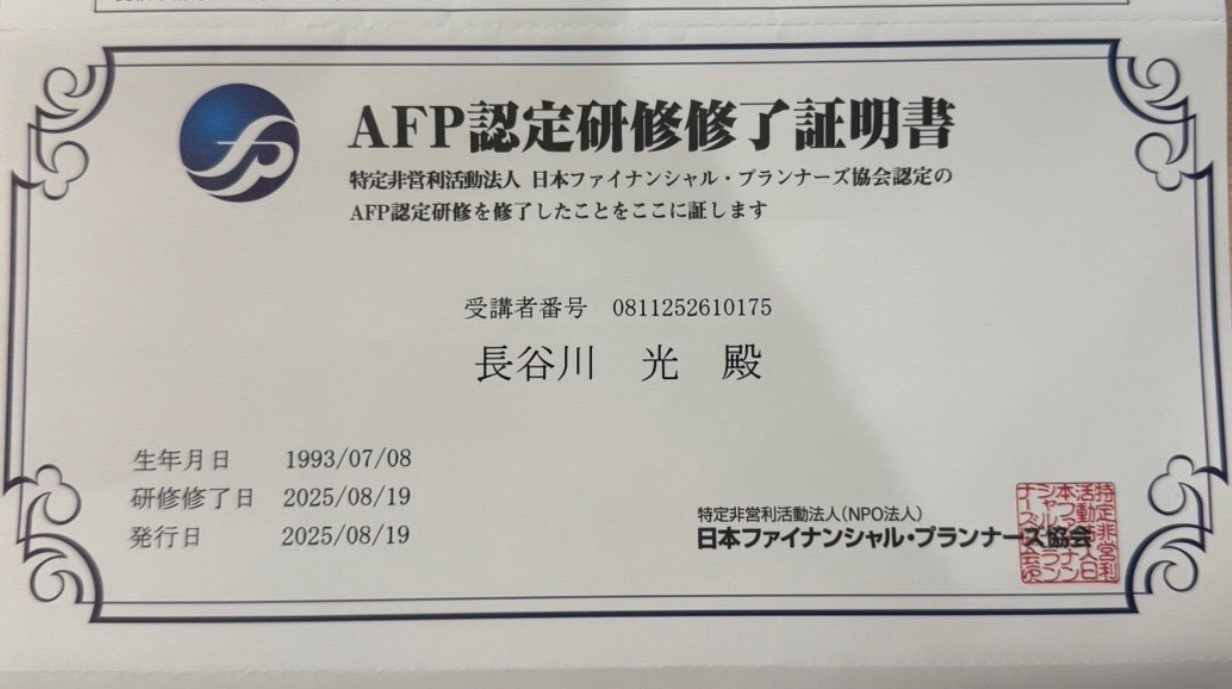 AFP認定研修修了証明書
特定非営利活動法人 日本ファイナンシャル・プランナーズ協会認定の
AFP認定研修を修了したことをここに証します
受講者番号 0811252610175
長谷川 光 殿
生年月日 1993/07/08
研修修了日 2025/08/19
発行日 2025/08/19
特定非営利活動法人(NPO法人)
日本ファイナンシャル・プランナーズ協会